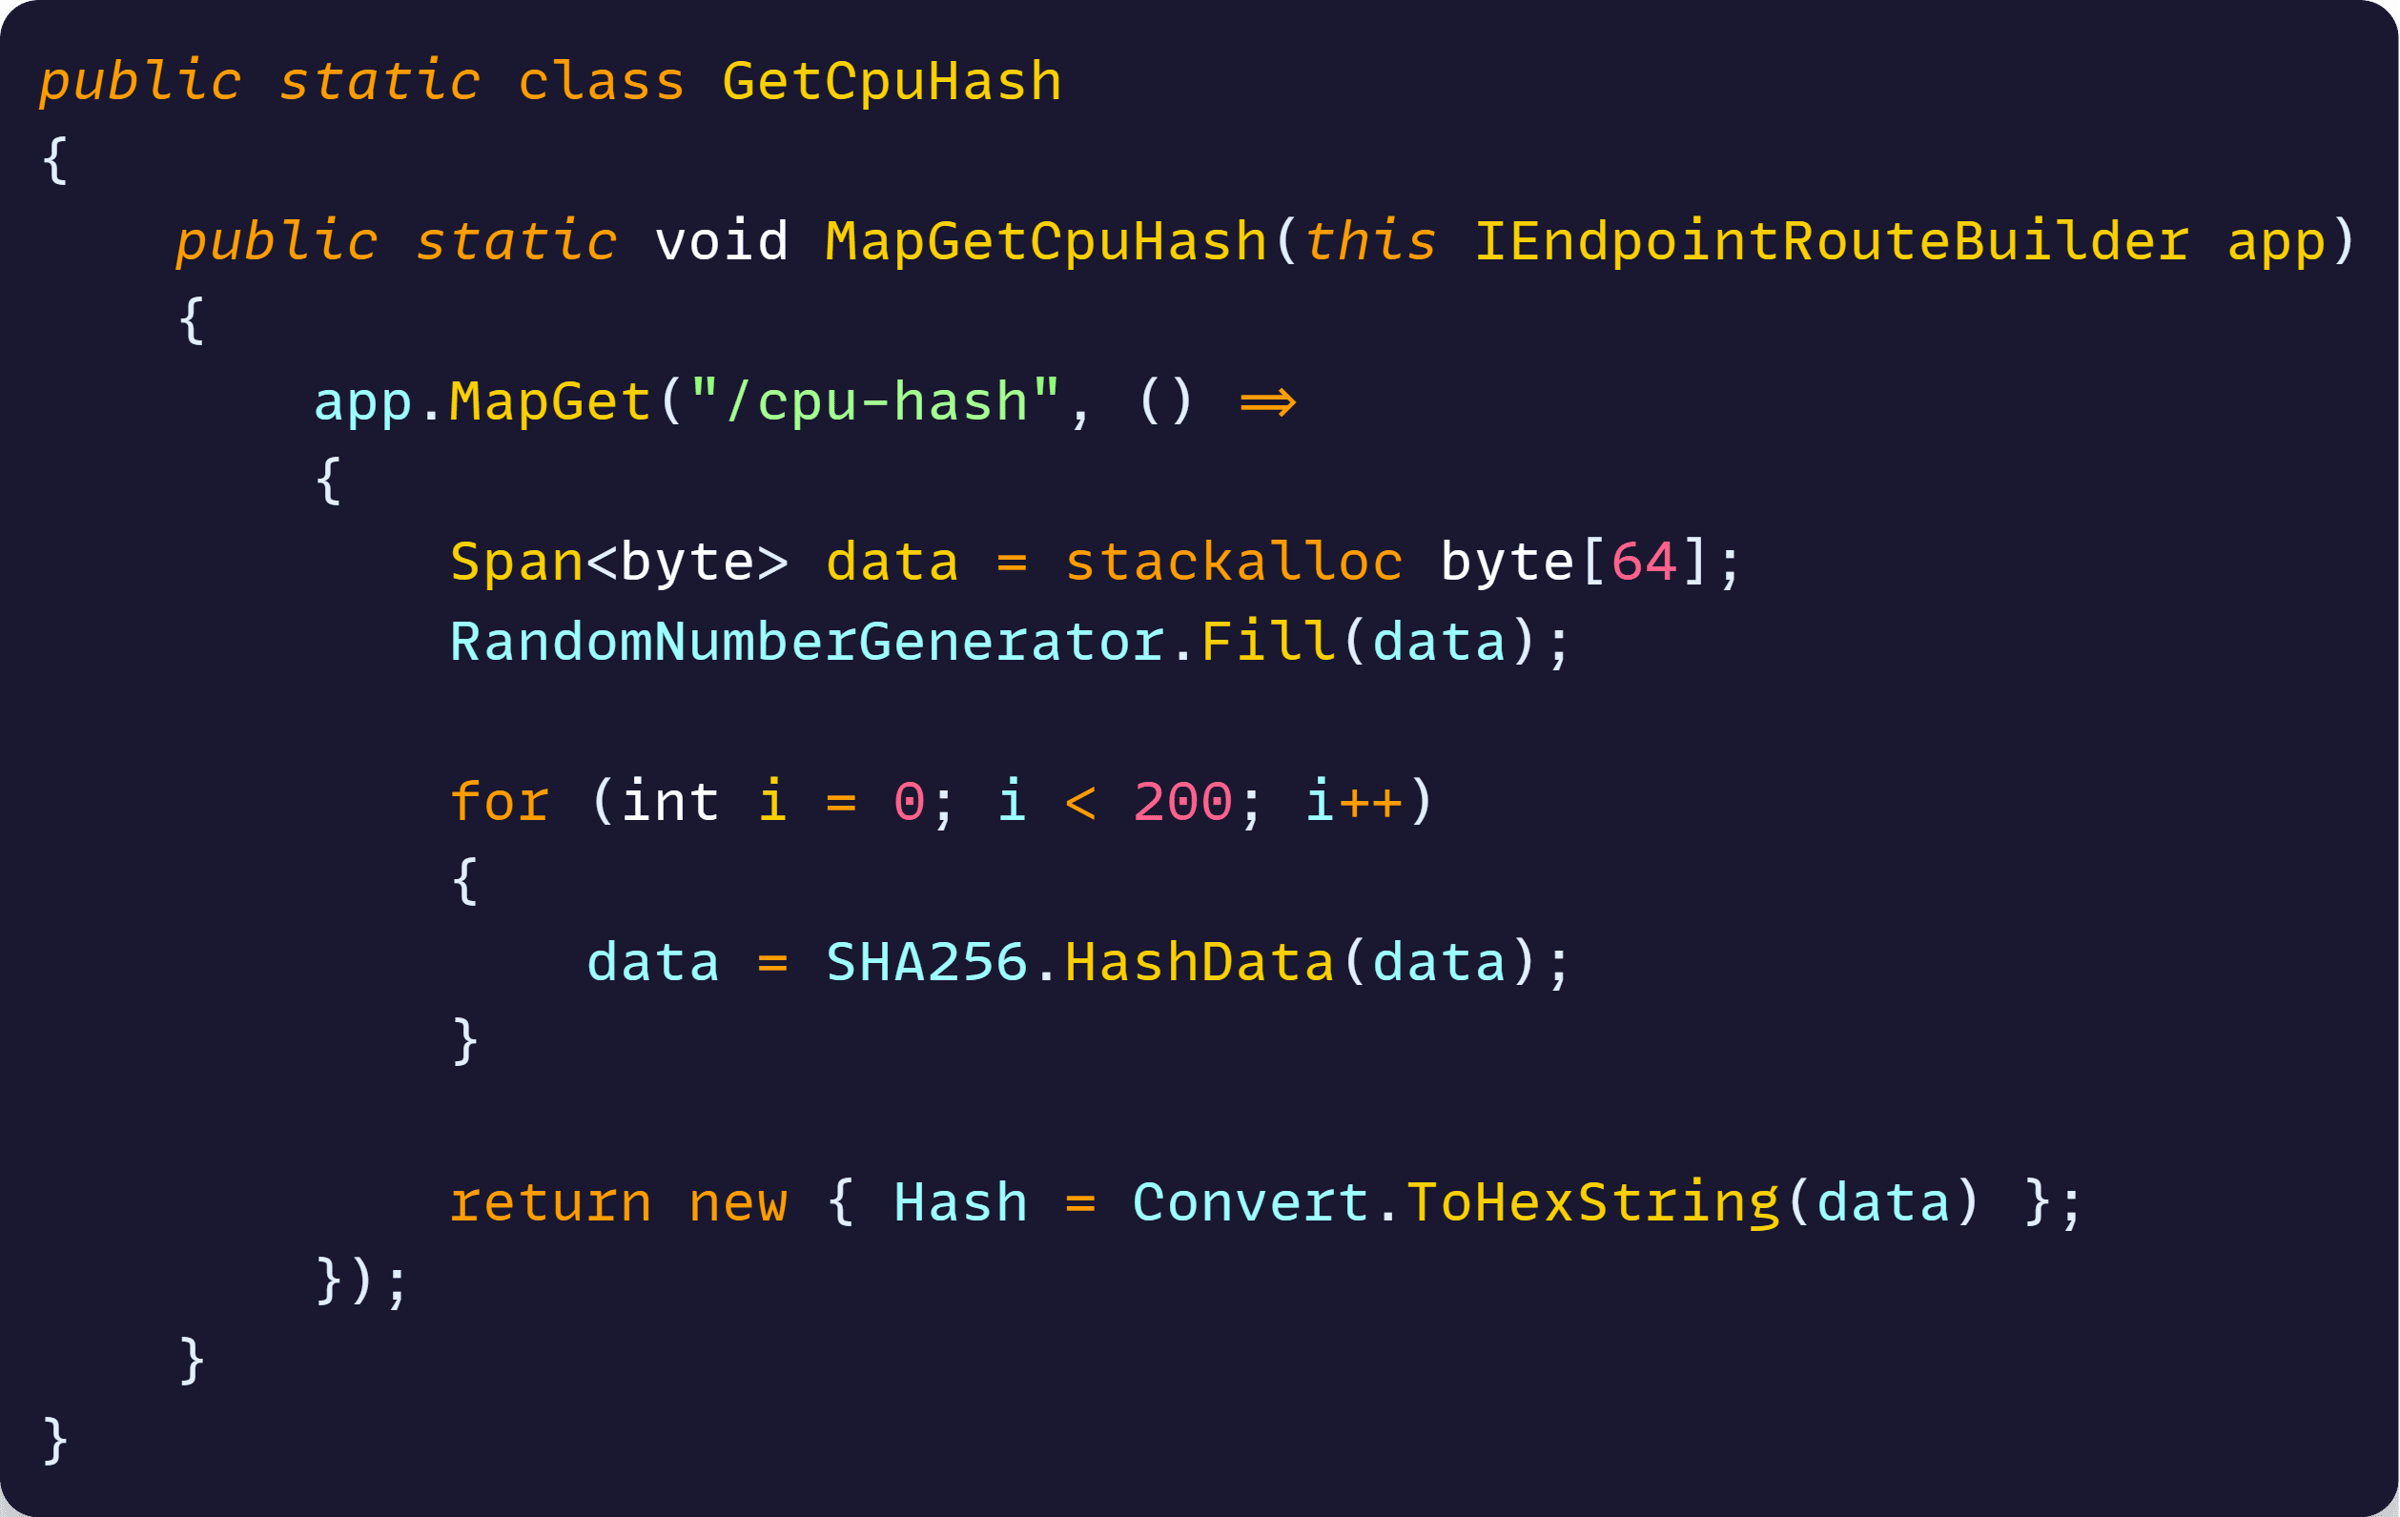 public static class GetCpuHash
{
    public static void MapGetCpuHash(this IEndpointRouteBuilder app)
    {
        app.MapGet("/cpu-hash", () =>
        {
            Span<byte> data = stackalloc byte[64];
            RandomNumberGenerator.Fill(data);

            for (int i = 0; i < 200; i++)
            {
                data = SHA256.HashData(data);
            }

            return new { Hash = Convert.ToHexString(data) };
        });
    }
}